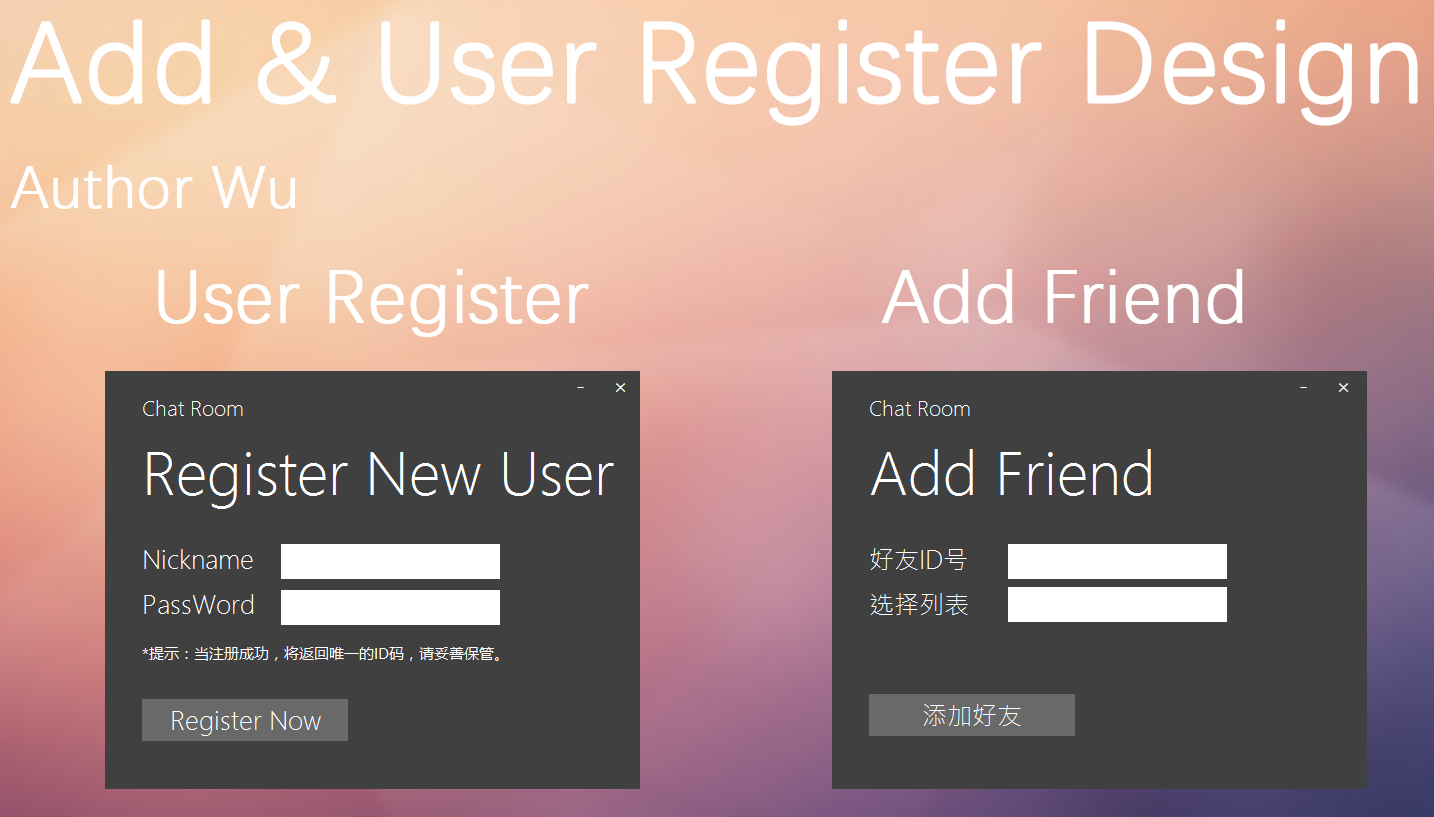 Add & User Register Design
Author Wu
User Register
Chat Room
Register New User
Nickname
PassWord
*提示：当注册成功，将返回唯一的ID码，请妥善保管。
Register Now
Add Friend
Chat Room
Add Friend
好友ID号
选择列表
添加好友